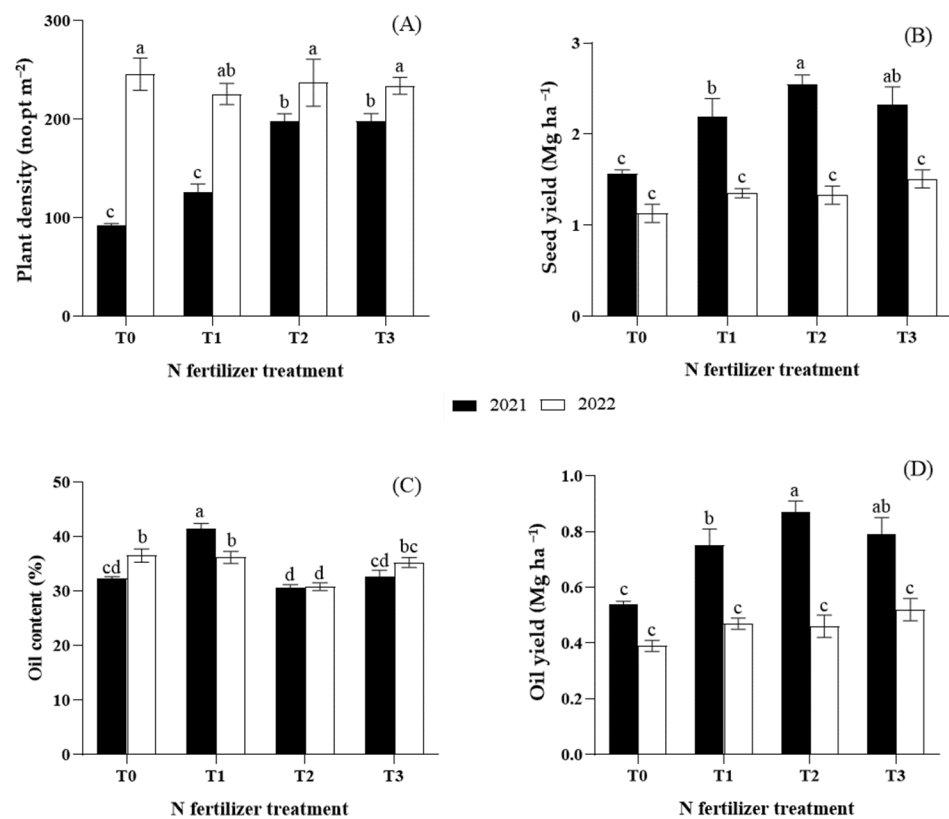 (A)
Plant density (no.pt m⁻²)
300
200
100
0
a
ab
a
a
c
c
b
b
T0 T1 T2 T3
N fertilizer treatment
(B)
Seed yield (Mg ha⁻¹)
3
2
1
0
c
b
a
ab
c
c
c
c
T0 T1 T2 T3
N fertilizer treatment
2021 2022
(C)
Oil content (%)
50
40
30
20
10
0
cd
b
a
b
d
d
cd
bc
T0 T1 T2 T3
N fertilizer treatment
(D)
Oil yield (Mg ha⁻¹)
1.0
0.8
0.6
0.4
0.2
0.0
c
b
a
ab
c
c
c
c
T0 T1 T2 T3
N fertilizer treatment